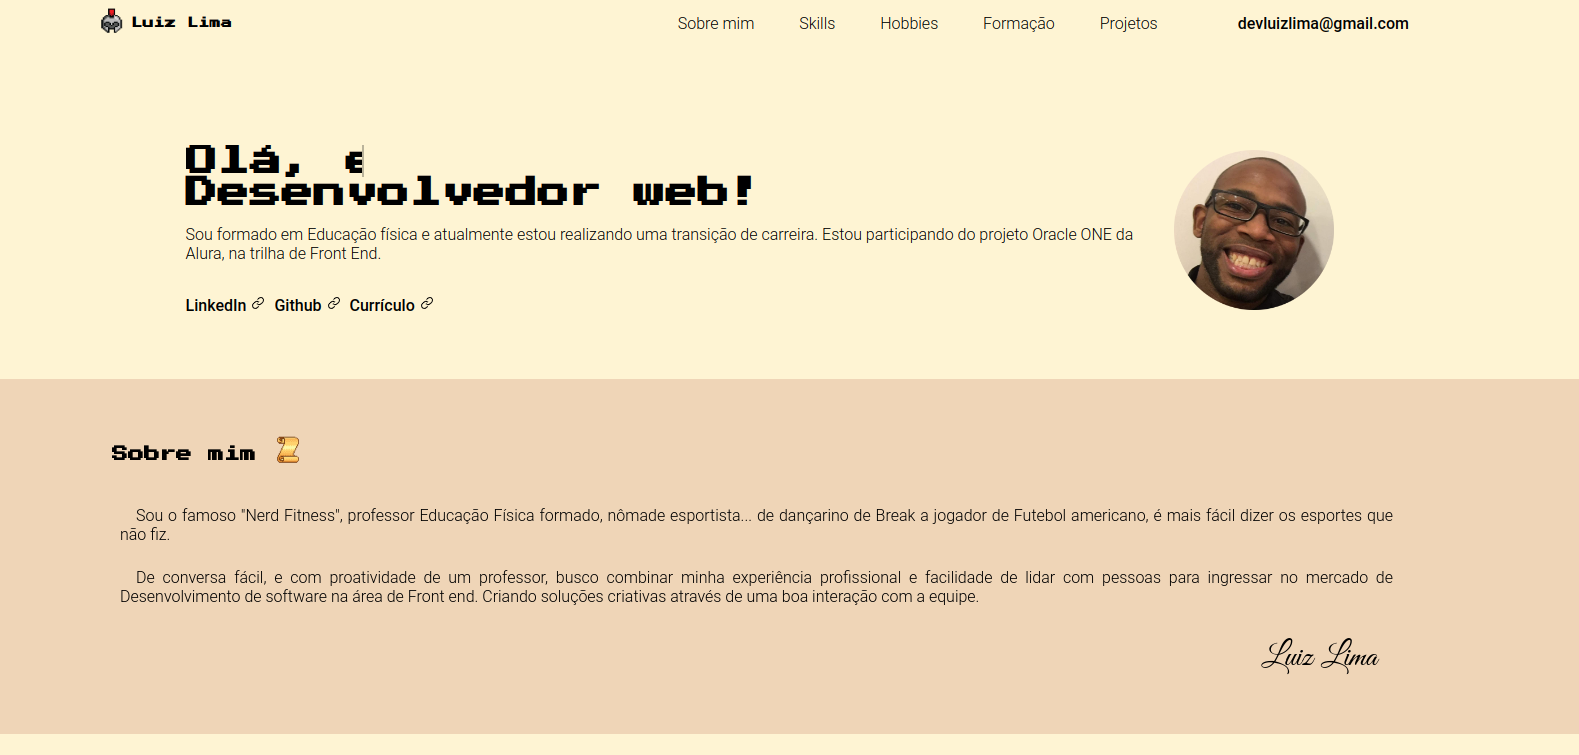 Luiz Lima
Sobre mim Skills Hobbies Formação Projetos devluizlima@gmail.com
Olá, e
Desenvolvedor web!
Sou formado em Educação física e atualmente estou realizando uma transição de carreira. Estou participando do projeto Oracle ONE da
Alura, na trilha de Front End.
LinkedIn Github Currículo
Sobre mim
Sou o famoso "Nerd Fitness", professor Educação Física formado, nômade esportista... de dançarino de Break a jogador de Futebol americano, é mais fácil dizer os esportes que
não fiz.
De conversa fácil, e com proatividade de um professor, busco combinar minha experiência profissional e facilidade de lidar com pessoas para ingressar no mercado de
Desenvolvimento de software na área de Front end. Criando soluções criativas através de uma boa interação com a equipe.
Luiz Lima